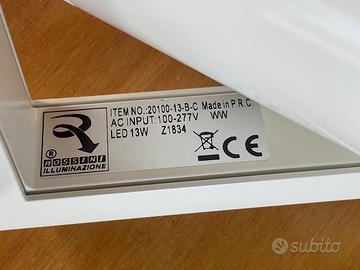 ITEM NO.:20100-13-B-C Made in P.R.C
AC INPUT:100-277V WW
LED 13W Z1834
®
ROSSINI
ILLUMINAZIONE
CE
subito